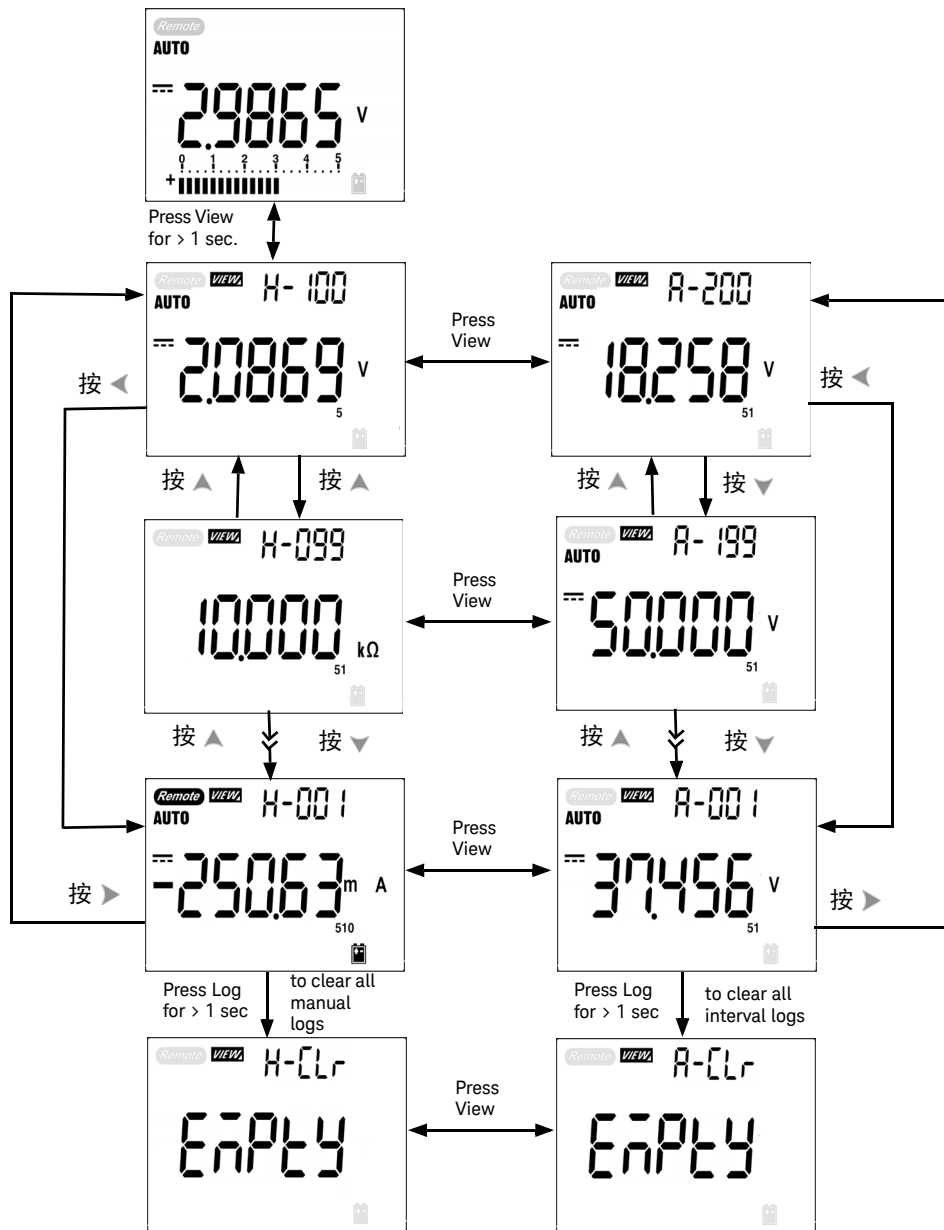 Remote
AUTO
2.9865 V
0 1 2 3 4 5
+
Press View
for > 1 sec.
Remote VIEW H-100
AUTO
2.0869 V
5
Press
View
Remote VIEW A-200
AUTO
18.258 V
51
按
按
按
按
按
按
Remote VIEW H-099
10.000 kΩ
51
Press
View
Remote VIEW A-199
AUTO
50.000 V
51
按
按
按
按
Remote VIEW H-001
AUTO
-250.63 m A
510
Press
View
Remote VIEW A-001
AUTO
37.456 V
51
按
按
Press Log
for > 1 sec
to clear all
manual
logs
Press Log
for > 1 sec
to clear all
interval logs
Remote VIEW H-CLr
EmPtY
Press
View
Remote VIEW A-CLr
EmPtY